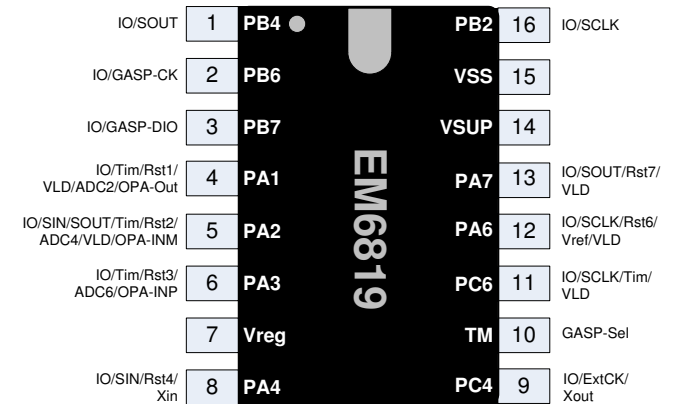 IO/SOUT 1 PB4 PB2 16 IO/SCLK
IO/GASP-CK 2 PB6 VSS 15
IO/GASP-DIO 3 PB7 VSUP 14
IO/Tim/Rst1/
VLD/ADC2/OPA-Out 4 PA1 PA7 13 IO/SOUT/Rst7/
VLD
IO/SIN/SOUT/Tim/Rst2/
ADC4/VLD/OPA-INM 5 PA2 PA6 12 IO/SCLK/Rst6/
Vref/VLD
IO/Tim/Rst3/
ADC6/OPA-INP 6 PA3 PC6 11 IO/SCLK/Tim/
VLD
7 Vreg TM 10 GASP-Sel
IO/SIN/Rst4/
Xin 8 PA4 PC4 9 IO/ExtCK/
Xout
EM6819